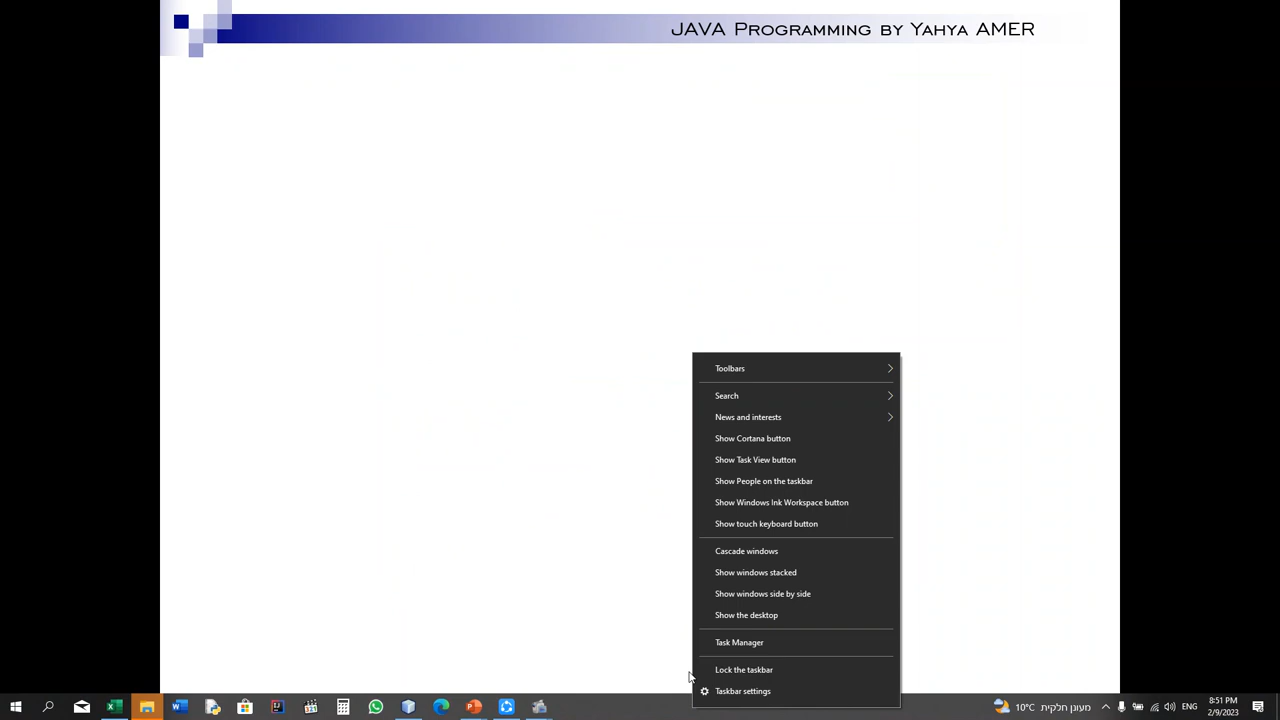 JAVA Programming by Yahya AMER
Toolbars
Search
News and interests
Show Cortana button
Show Task View button
Show People on the taskbar
Show Windows Ink Workspace button
Show touch keyboard button
Cascade windows
Show windows stacked
Show windows side by side
Show the desktop
Task Manager
Lock the taskbar
Taskbar settings
10°C מעונן חלקית
ENG
8:51 PM
2/9/2023